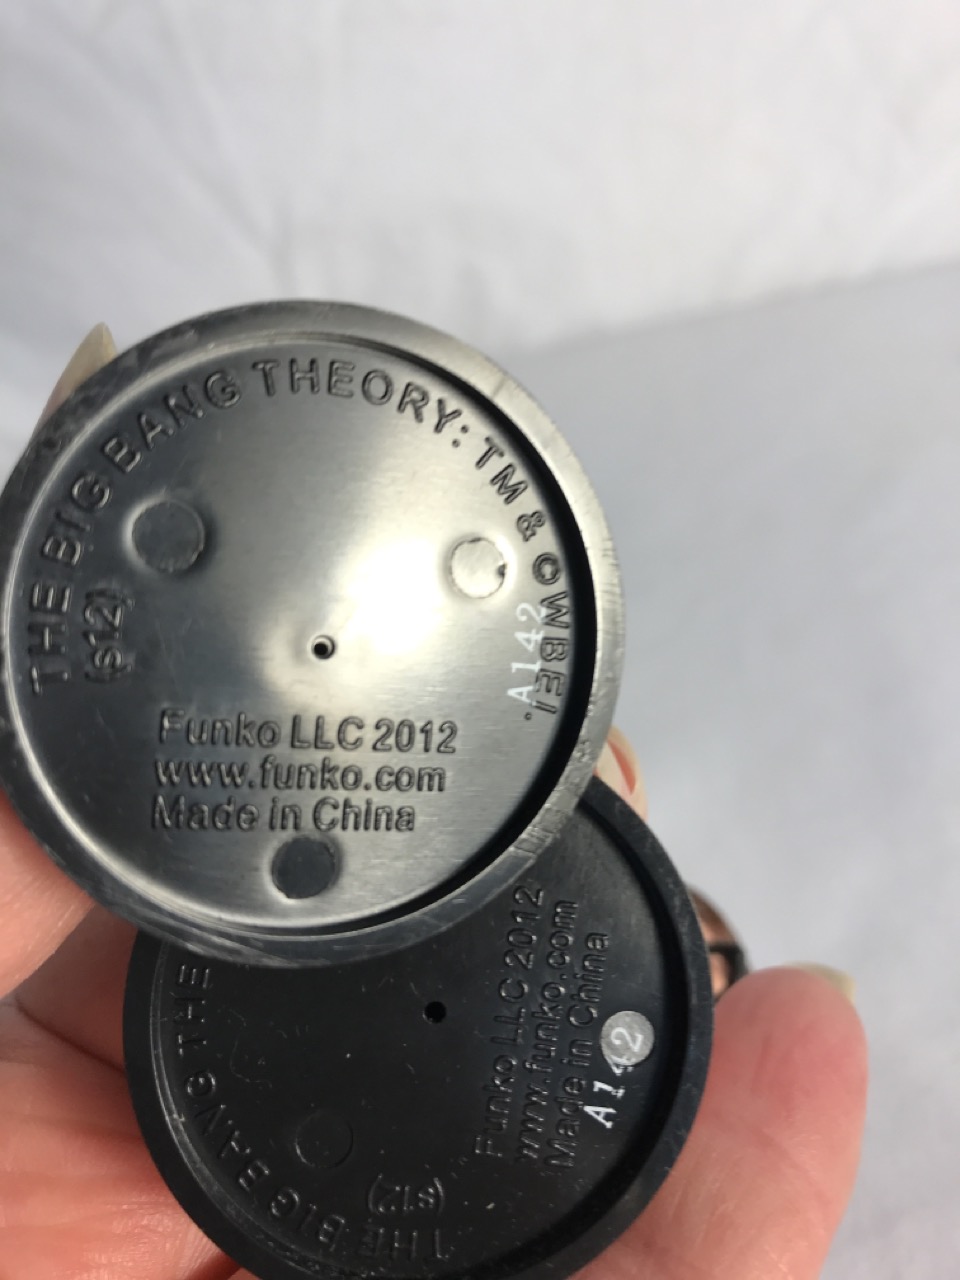 THE BIG BANG THEORY: TM & © WBEI.
(s12)
A142
Funko LLC 2012
www.funko.com
Made in China
THE BIG BANG THE
(s12)
Funko LLC 2012
www.funko.com
Made in China
A142